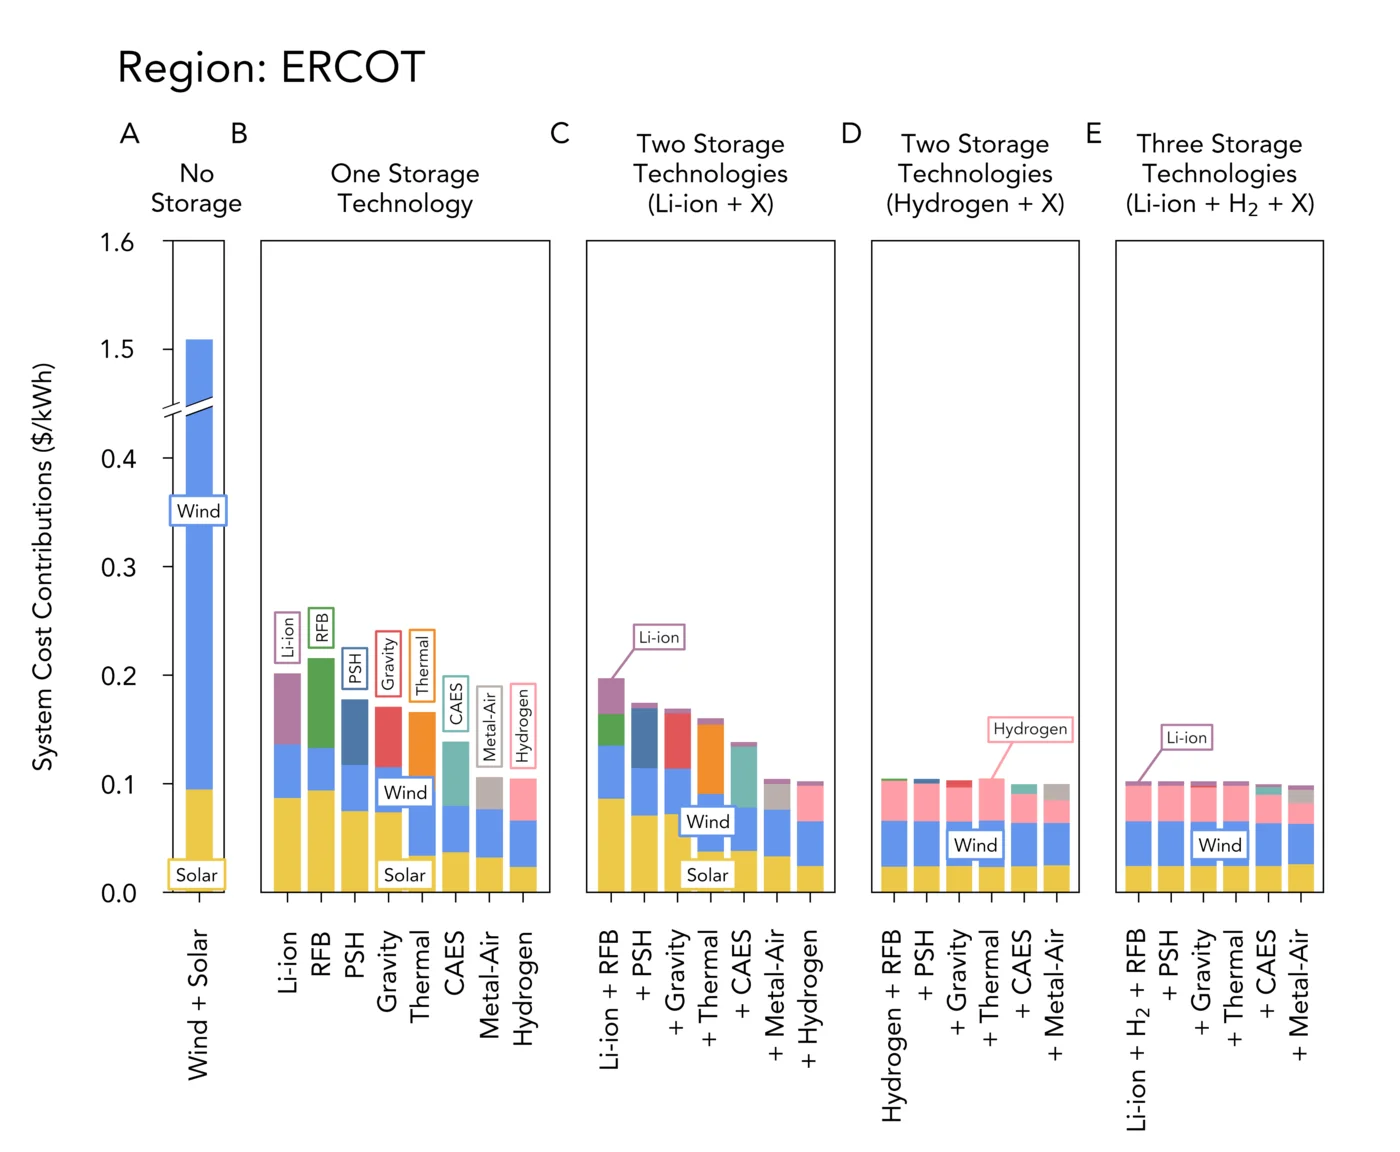 Region: ERCOT
A
B
C
D
E
No
Storage
One Storage
Technology
Two Storage
Technologies
(Li-ion + X)
Two Storage
Technologies
(Hydrogen + X)
Three Storage
Technologies
(Li-ion + H₂ + X)
System Cost Contributions ($/kWh)
1.6
1.5
0.4
0.3
0.2
0.1
0.0
Wind
Solar
Li-ion
RFB
PSH
Gravity
Thermal
CAES
Metal-Air
Hydrogen
Wind
Solar
Li-ion
Wind
Solar
Hydrogen
Wind
Li-ion
Wind
Wind + Solar
Li-ion
RFB
PSH
Gravity
Thermal
CAES
Metal-Air
Hydrogen
Li-ion + RFB
+ PSH
+ Gravity
+ Thermal
+ CAES
+ Metal-Air
+ Hydrogen
Hydrogen + RFB
+ PSH
+ Gravity
+ Thermal
+ CAES
+ Metal-Air
Li-ion + H₂ + RFB
+ PSH
+ Gravity
+ Thermal
+ CAES
+ Metal-Air